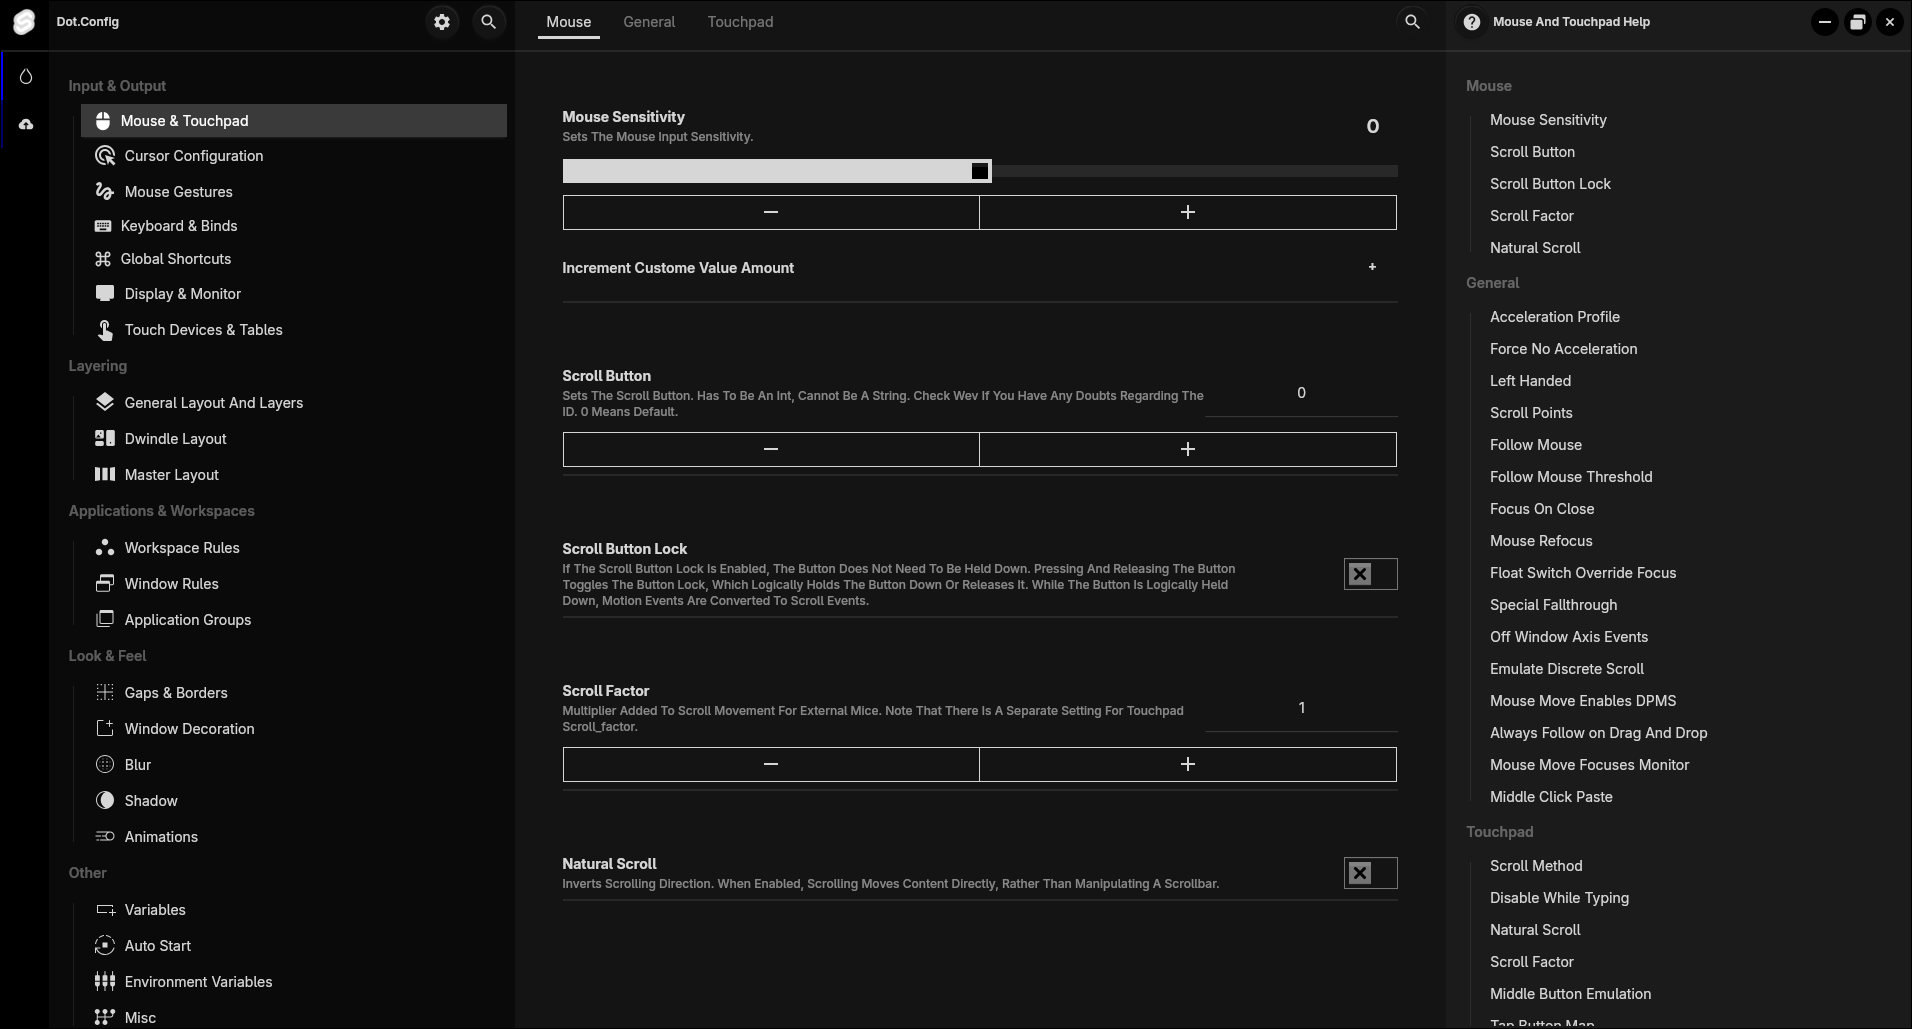 Dot.Config
Input & Output
Mouse & Touchpad
Cursor Configuration
Mouse Gestures
Keyboard & Binds
Global Shortcuts
Display & Monitor
Touch Devices & Tables
Layering
General Layout And Layers
Dwindle Layout
Master Layout
Applications & Workspaces
Workspace Rules
Window Rules
Application Groups
Look & Feel
Gaps & Borders
Window Decoration
Blur
Shadow
Animations
Other
Variables
Auto Start
Environment Variables
Misc
Mouse General Touchpad
Mouse Sensitivity
Sets The Mouse Input Sensitivity.
0
Increment Custome Value Amount
+
Scroll Button
Sets The Scroll Button. Has To Be An Int, Cannot Be A String. Check Wev If You Have Any Doubts Regarding The
ID. 0 Means Default.
0
Scroll Button Lock
If The Scroll Button Lock Is Enabled, The Button Does Not Need To Be Held Down. Pressing And Releasing The Button
Toggles The Button Lock, Which Logically Holds The Button Down Or Releases It. While The Button Is Logically Held
Down, Motion Events Are Converted To Scroll Events.
Scroll Factor
Multiplier Added To Scroll Movement For External Mice. Note That There Is A Separate Setting For Touchpad
Scroll_factor.
1
Natural Scroll
Inverts Scrolling Direction. When Enabled, Scrolling Moves Content Directly, Rather Than Manipulating A Scrollbar.
Mouse And Touchpad Help
Mouse
Mouse Sensitivity
Scroll Button
Scroll Button Lock
Scroll Factor
Natural Scroll
General
Acceleration Profile
Force No Acceleration
Left Handed
Scroll Points
Follow Mouse
Follow Mouse Threshold
Focus On Close
Mouse Refocus
Float Switch Override Focus
Special Fallthrough
Off Window Axis Events
Emulate Discrete Scroll
Mouse Move Enables DPMS
Always Follow on Drag And Drop
Mouse Move Focuses Monitor
Middle Click Paste
Touchpad
Scroll Method
Disable While Typing
Natural Scroll
Scroll Factor
Middle Button Emulation
Tap Button Map